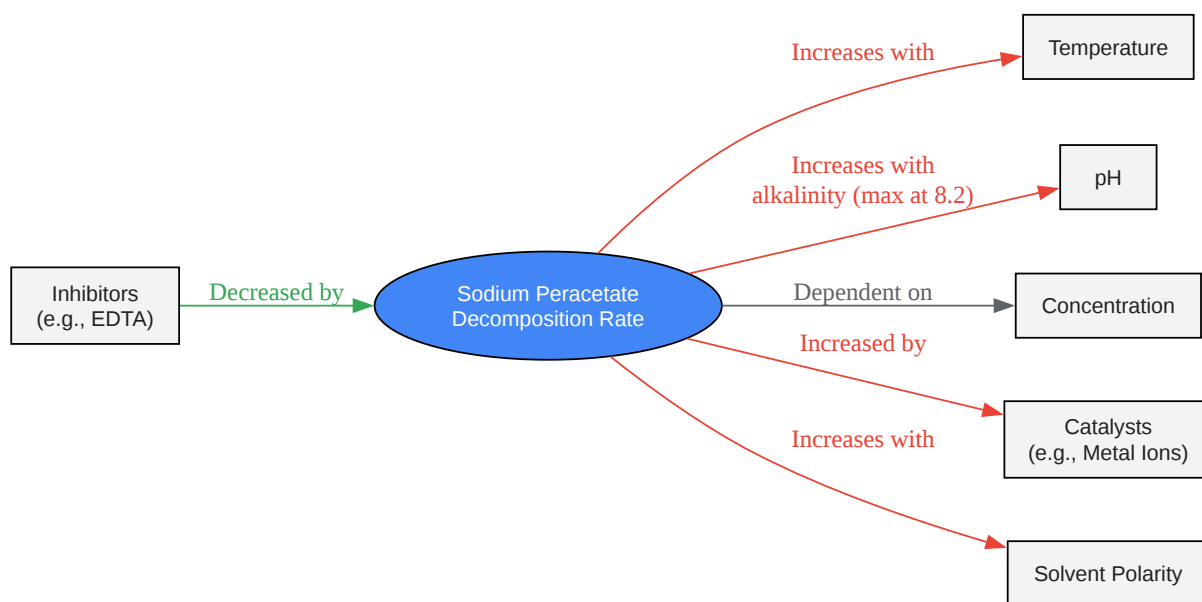 Increases with
Temperature
Increases with
alkalinity (max at 8.2)
pH
Inhibitors
(e.g., EDTA)
Decreased by
Sodium Peracetate
Decomposition Rate
Dependent on
Concentration
Increased by
Catalysts
(e.g., Metal Ions)
Increases with
Solvent Polarity